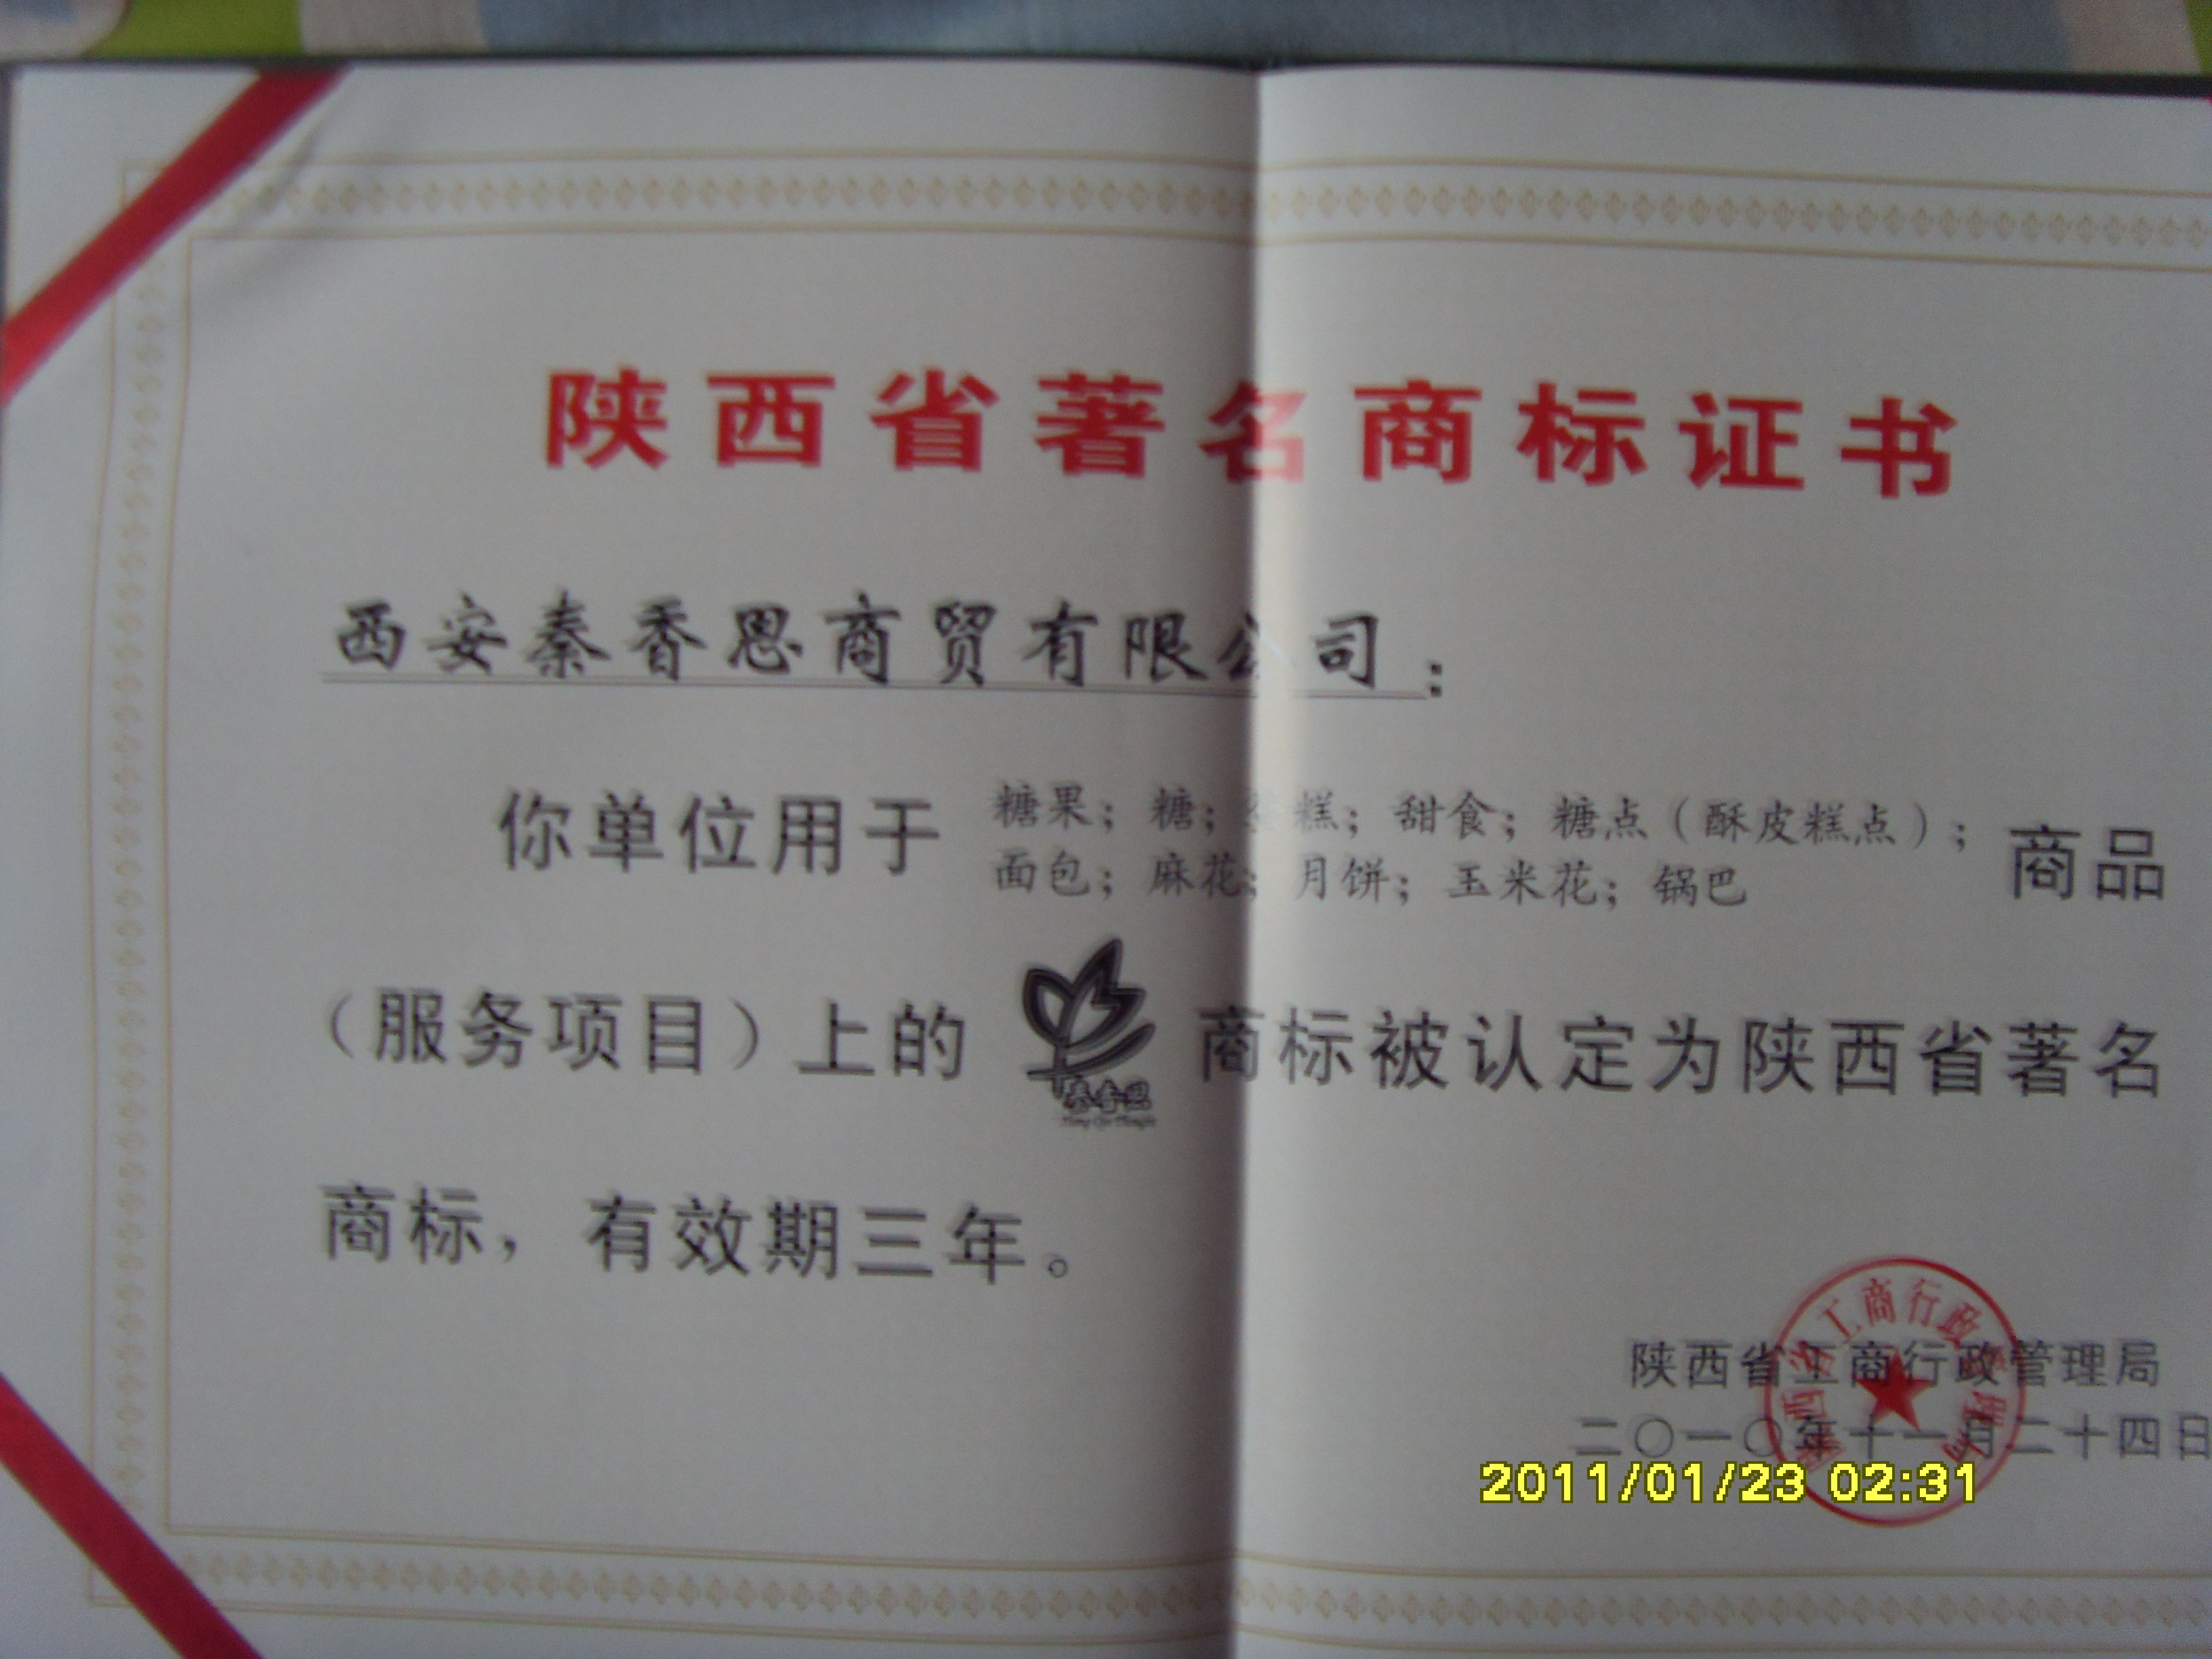 陕西省著名商标证书
西安秦香思商贸有限公司：
你单位用于 糖果；糖；糕；甜食；糖点（酥皮糕点）；
面包；麻花；月饼；玉米花；锅巴 商品
（服务项目）上的 秦香思 商标被认定为陕西省著名
商标，有效期三年。
陕西省工商行政管理局
二〇一〇年十一月二十四日
2011/01/23 02:31